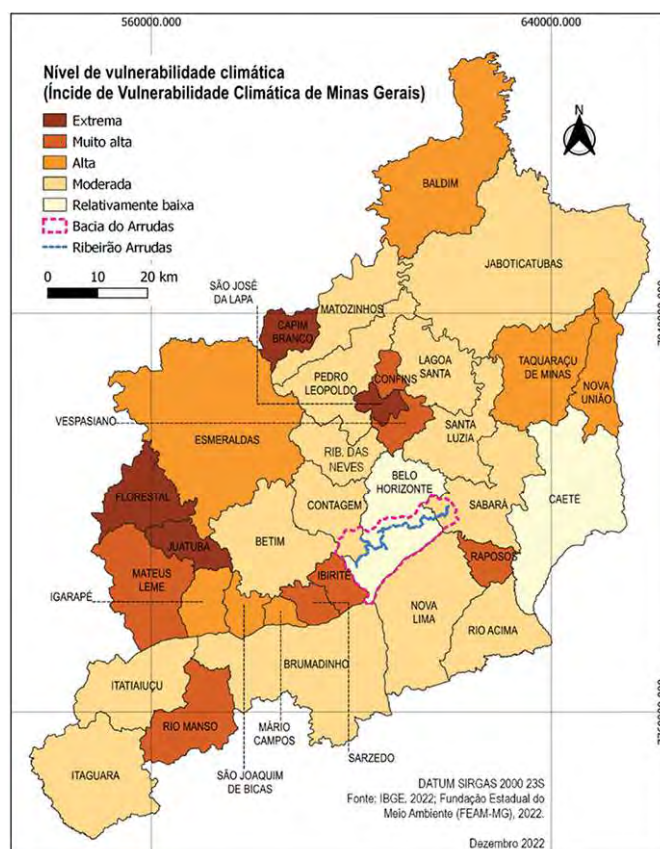 560000.000
640000.000
Nível de vulnerabilidade climática
(Íncide de Vulnerabilidade Climática de Minas Gerais)
Extrema
Muito alta
Alta
Moderada
Relativamente baixa
Bacia do Arrudas
Ribeirão Arrudas
0 10 20 km
N
BALDIM
JABOTICATUBAS
SÃO JOSÉ
DA LAPA
MATOZINHOS
CAPIM
BRANCO
PEDRO
LEOPOLDO
CONFINS
LAGOA
SANTA
TAQUARAÇU
DE MINAS
NOVA
UNIÃO
VESPASIANO
ESMERALDAS
RIB. DAS
NEVES
SANTA
LUZIA
BELO
HORIZONTE
FLORESTAL
CONTAGEM
SABARÁ
CAETÉ
JUATUBA
BETIM
MATEUS
LEME
IBIRITÉ
RAPOSOS
IGARAPÉ
NOVA
LIMA
RIO ACIMA
BRUMADINHO
ITATIAIUÇU
RIO MANSO
MÁRIO
CAMPOS
SARZEDO
SÃO JOAQUIM
DE BICAS
ITAGUARA
DATUM SIRGAS 2000 23S
Fonte: IBGE, 2022; Fundação Estadual do
Meio Ambiente (FEAM-MG), 2022.
Dezembro 2022